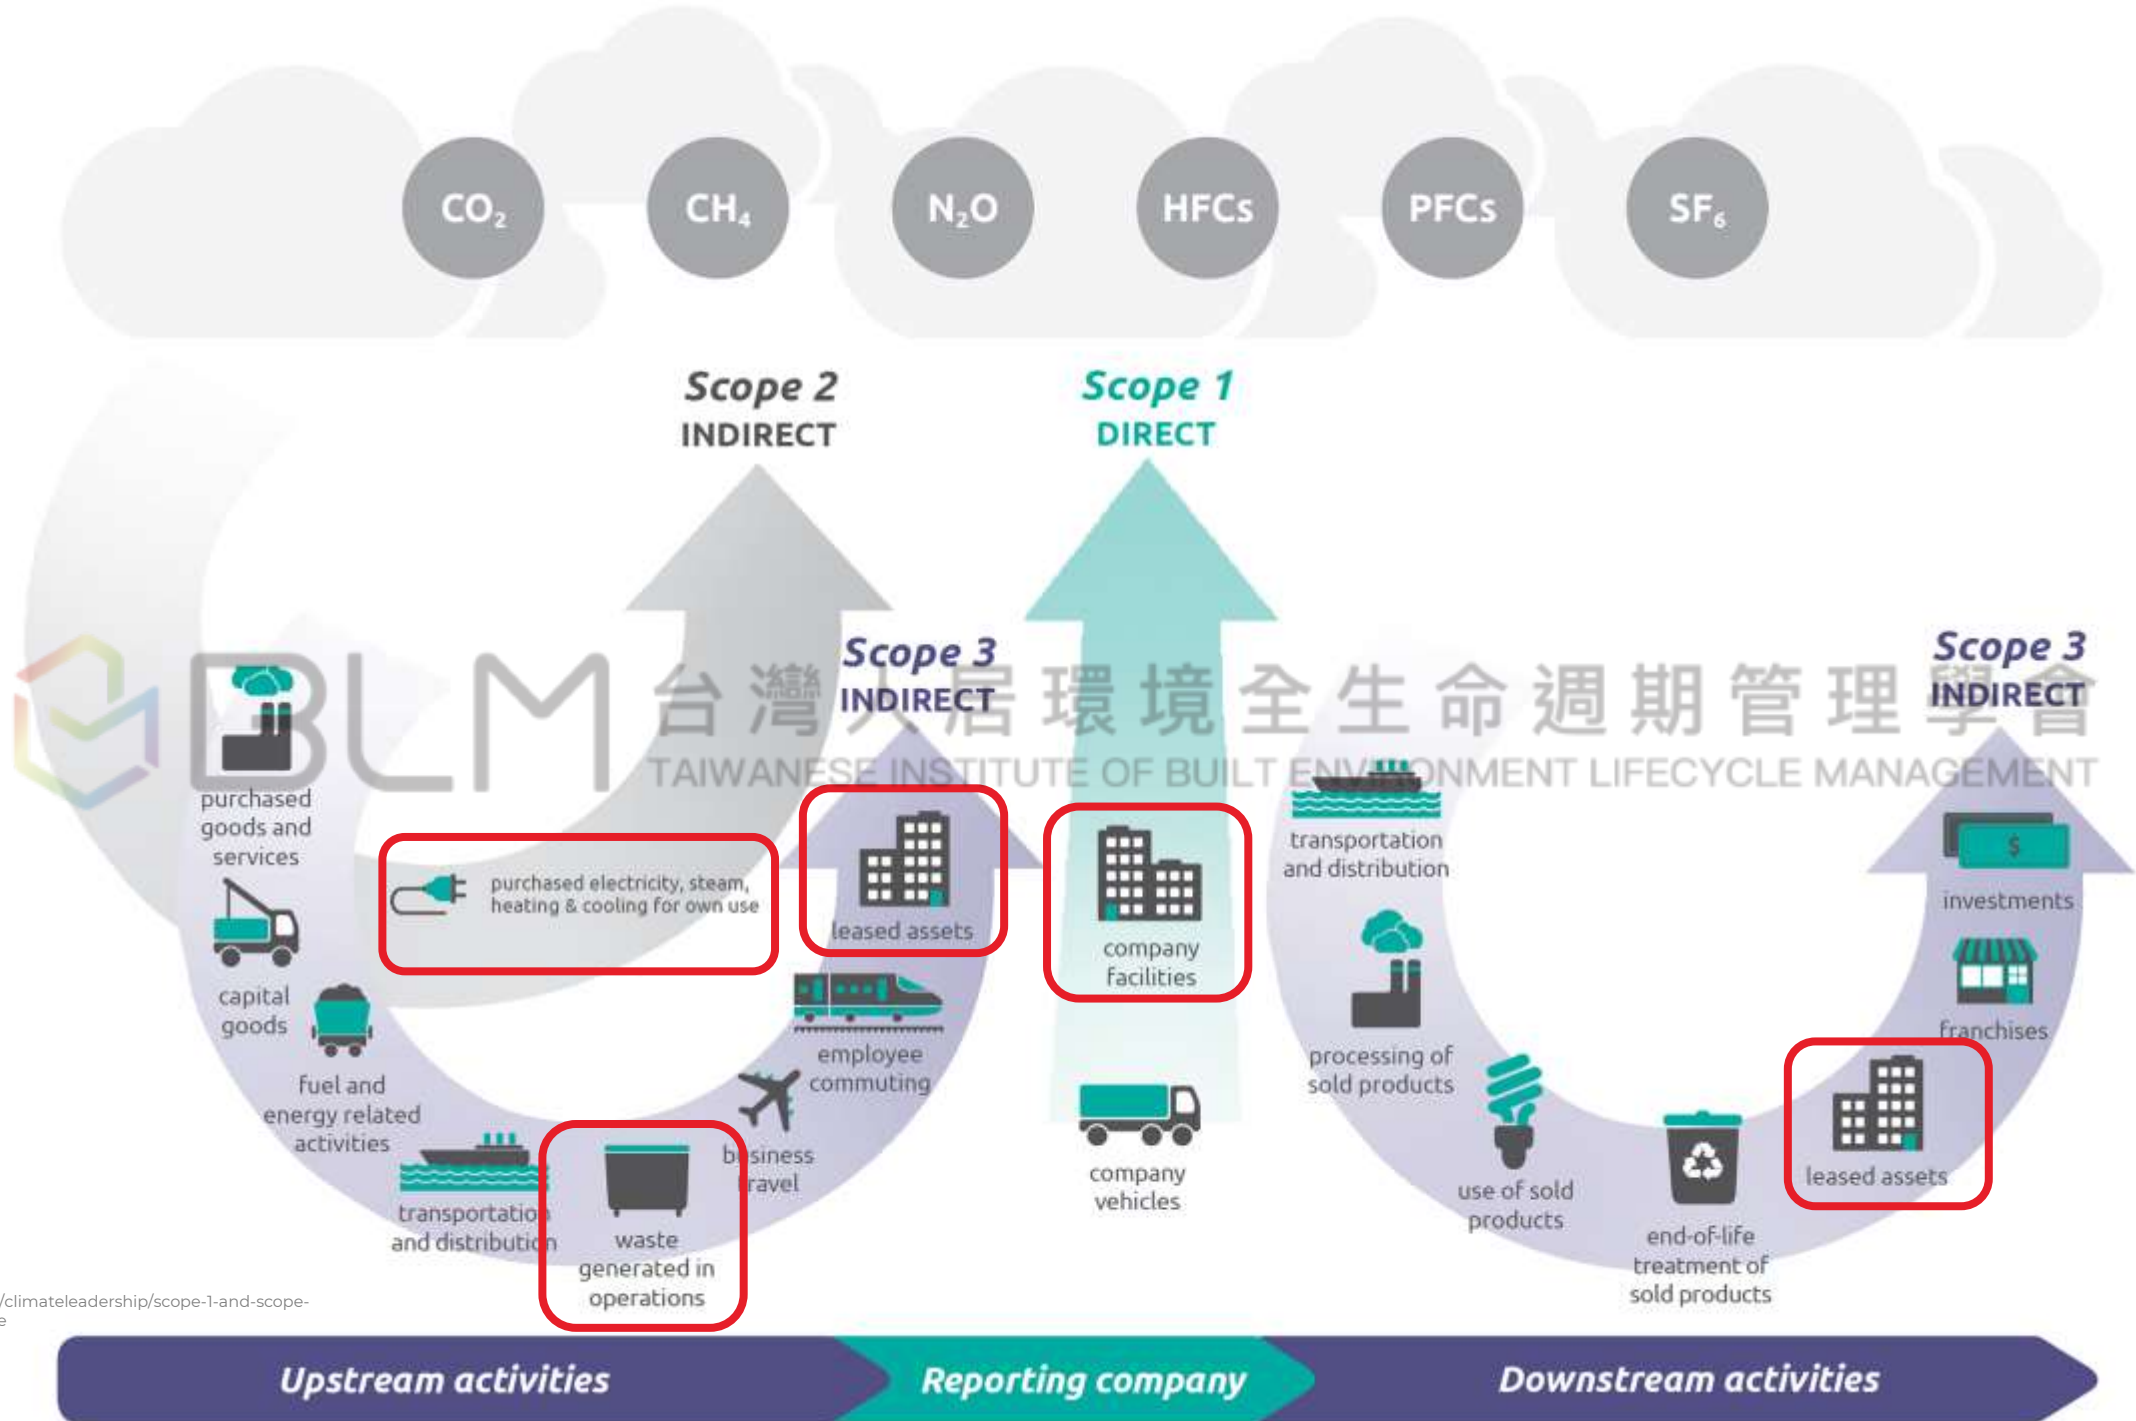 CO₂
CH₄
N₂O
HFCs
PFCs
SF₆
Scope 2
INDIRECT
Scope 1
DIRECT
Scope 3
INDIRECT
Scope 3
INDIRECT
BLM
台灣人居環境全生命週期管理學會
TAIWANESE INSTITUTE OF BUILT ENVIRONMENT LIFECYCLE MANAGEMENT
purchased
goods and
services
capital
goods
fuel and
energy related
activities
transportation
and distribution
waste
generated in
operations
business
travel
employee
commuting
leased assets
purchased electricity, steam,
heating & cooling for own use
company
facilities
company
vehicles
transportation
and distribution
processing of
sold products
use of sold
products
end-of-life
treatment of
sold products
leased assets
franchises
$
investments
/climateleadership/scope-1-and-scope-
e
Upstream activities
Reporting company
Downstream activities